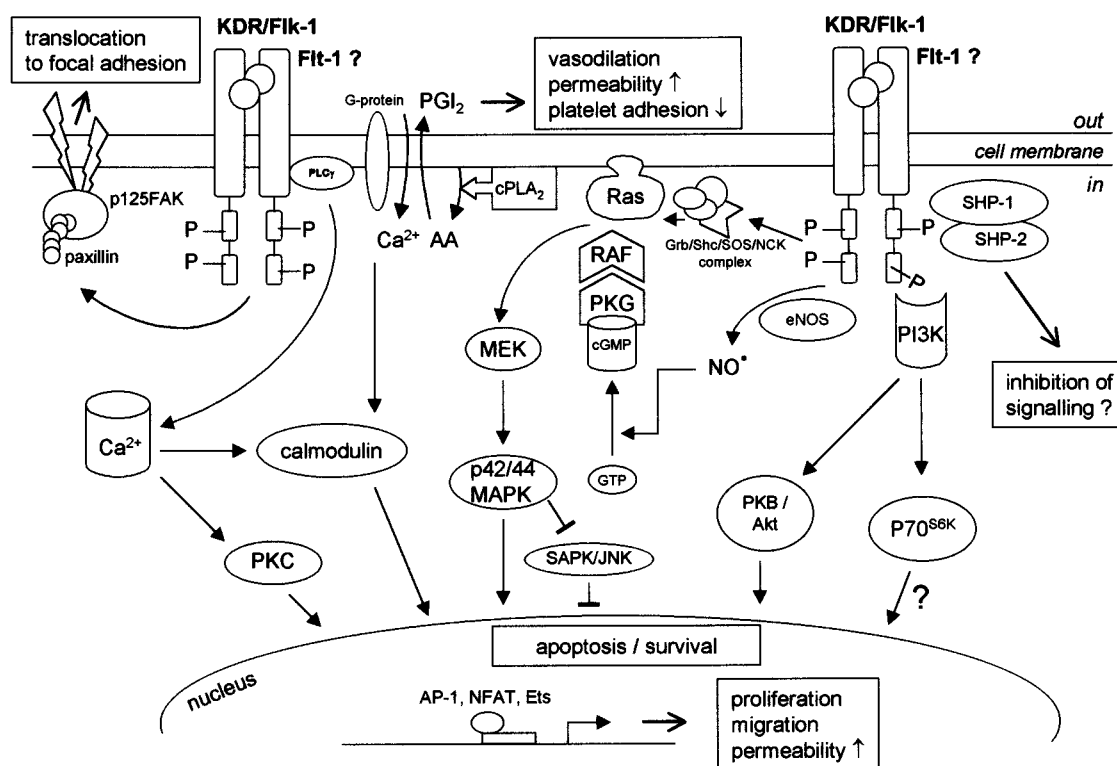 KDR/Flk-1
Flt-1 ?
translocation
to focal adhesion
G-protein
PGI2
vasodilation
permeability ↑
platelet adhesion ↓
KDR/Flk-1
Flt-1 ?
out
cell membrane
in
PLCγ
cPLA2
p125FAK
paxillin
P
P
P
P
Ca2+
AA
Ras
Grb/Shc/SOS/NCK
complex
P
P
P
P
SHP-1
SHP-2
RAF
PKG
cGMP
eNOS
PI3K
MEK
NO•
inhibition of
signalling ?
Ca2+
calmodulin
p42/44
MAPK
GTP
PKB /
Akt
P70S6K
PKC
SAPK/JNK
?
apoptosis / survival
nucleus
AP-1, NFAT, Ets
proliferation
migration
permeability ↑